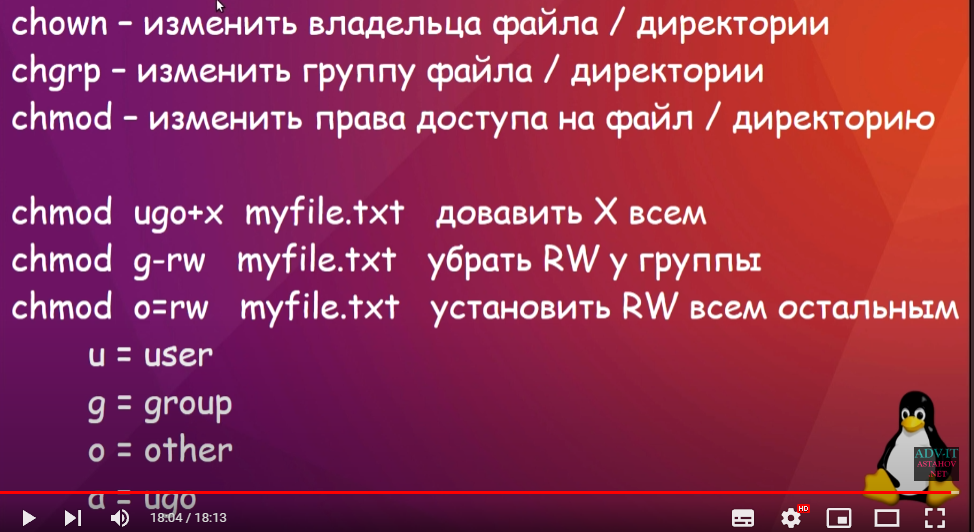 chown – изменить владельца файла / директории
chgrp – изменить группу файла / директории
chmod – изменить права доступа на файл / директорию
chmod ugo+x myfile.txt довавить X всем
chmod g-rw myfile.txt убрать RW у группы
chmod o=rw myfile.txt установить RW всем остальным
u = user
g = group
o = other
a = ugo
ADV-IT
ASTAHOV
.NET
18:04 / 18:13
HD